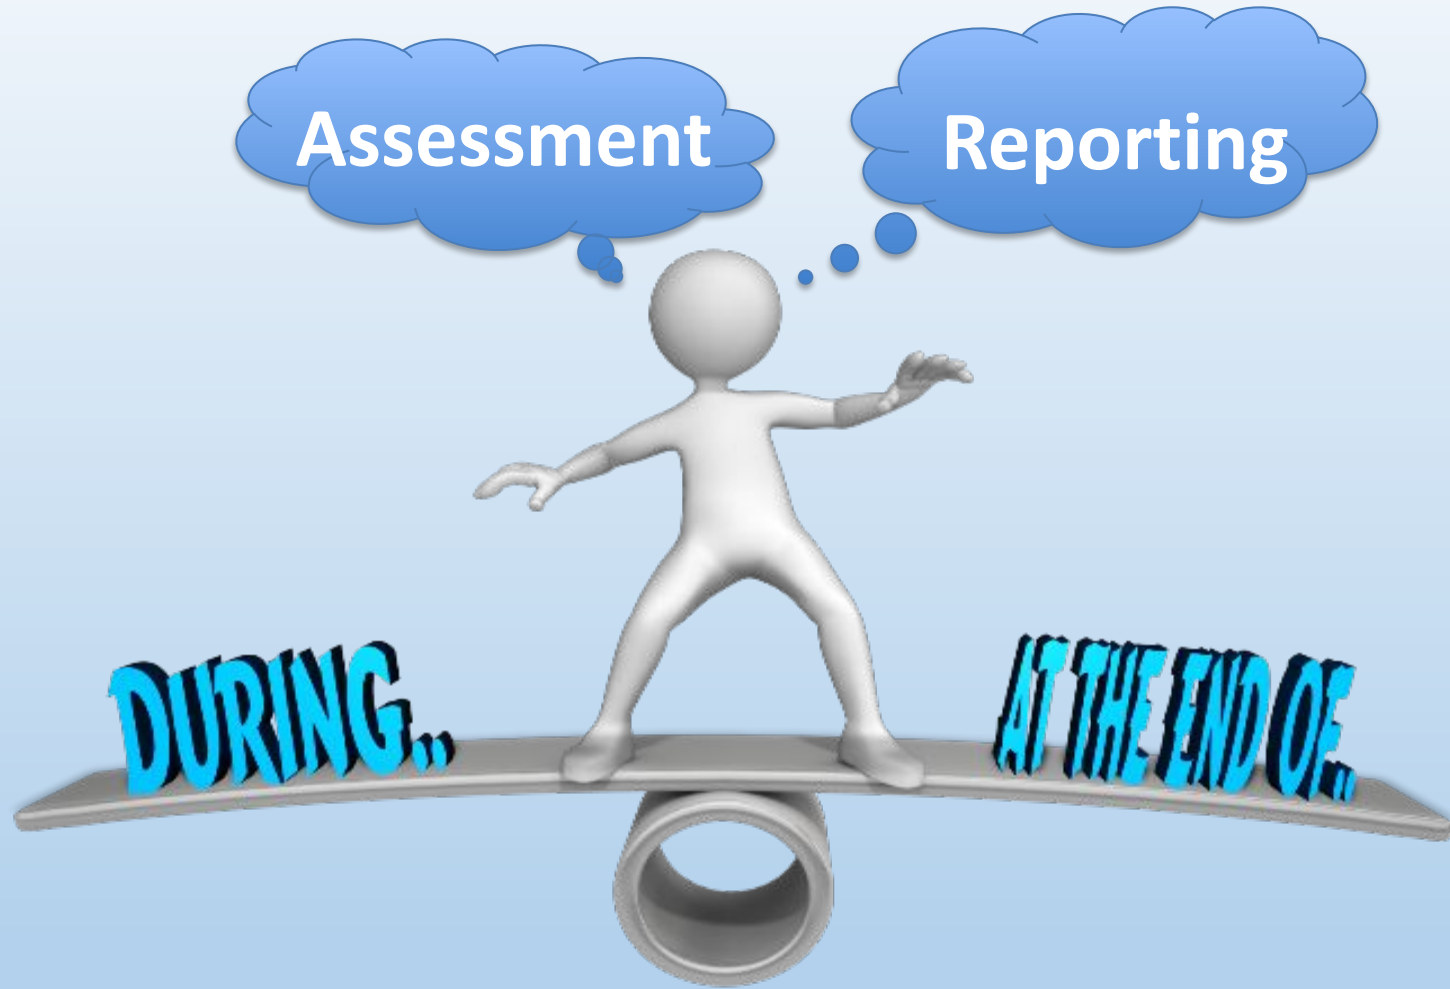 Assessment
Reporting
DURING..
AT THE END OF..